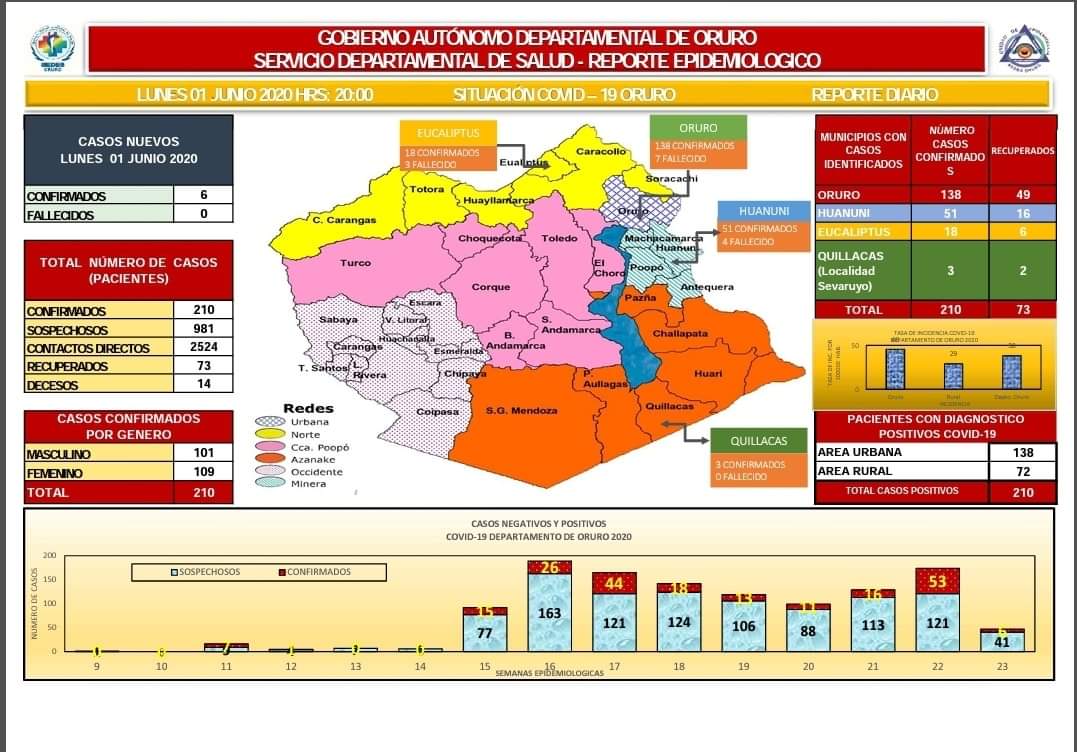 GOBIERNO AUTÓNOMO DEPARTAMENTAL DE ORURO
SERVICIO DEPARTAMENTAL DE SALUD - REPORTE EPIDEMIOLOGICO
LUNES 01 JUNIO 2020 HRS: 20:00 SITUACIÓN COVID – 19 ORURO REPORTE DIARIO
CASOS NUEVOS
LUNES 01 JUNIO 2020
CONFIRMADOS 6
FALLECIDOS 0
TOTAL NÚMERO DE CASOS
(PACIENTES)
CONFIRMADOS 210
SOSPECHOSOS 981
CONTACTOS DIRECTOS 2524
RECUPERADOS 73
DECESOS 14
CASOS CONFIRMADOS
POR GENERO
MASCULINO 101
FEMENINO 109
TOTAL 210
EUCALIPTUS
18 CONFIRMADOS
3 FALLECIDO
ORURO
138 CONFIRMADOS
7 FALLECIDO
HUANUNI
51 CONFIRMADOS
4 FALLECIDO
QUILLACAS
3 CONFIRMADOS
0 FALLECIDO
Caracollo
Soracachi
Totora
Huayllamarca
C. Carangas
Oruro
Choquecota
Toledo
Machacamarca
Huanuni
Turco
El
Choro
Poopó
Corque
Antequera
Pazña
Escara
Sabaya
V. Litoral
S.
Andamarca
Challapata
Huachacalla
Carangas
B.
Andamarca
Esmeralda
T. Santos
L.
Rivera
Chipaya
P.
Aullagas
Huari
Coipasa
S.G. Mendoza
Quillacas
Redes
Urbana
Norte
Cca. Poopó
Azanake
Occidente
Minera
MUNICIPIOS CON
CASOS
IDENTIFICADOS
NÚMERO
CASOS
CONFIRMADO
S
RECUPERADOS
ORURO 138 49
HUANUNI 51 16
EUCALIPTUS 18 6
QUILLACAS
(Localidad
Sevaruyo)
3 2
TOTAL 210 73
TASA DE INCIDENCIA COVID-19
DEPARTAMENTO DE ORURO 2020
50
0
29
Oruro Rural Depto. Oruro
INCIDENCIA
PACIENTES CON DIAGNOSTICO
POSITIVOS COVID-19
AREA URBANA 138
AREA RURAL 72
TOTAL CASOS POSITIVOS 210
CASOS NEGATIVOS Y POSITIVOS
COVID-19 DEPARTAMENTO DE ORURO 2020
NUMERO DE CASOS
200
150
100
50
0
SOSPECHOSOS CONFIRMADOS
15 26 44 18 13 11 16 53 6
77 163 121 124 106 88 113 121 41
9 10 11 12 13 14 15 16 17 18 19 20 21 22 23
SEMANAS EPIDEMIOLOGICAS